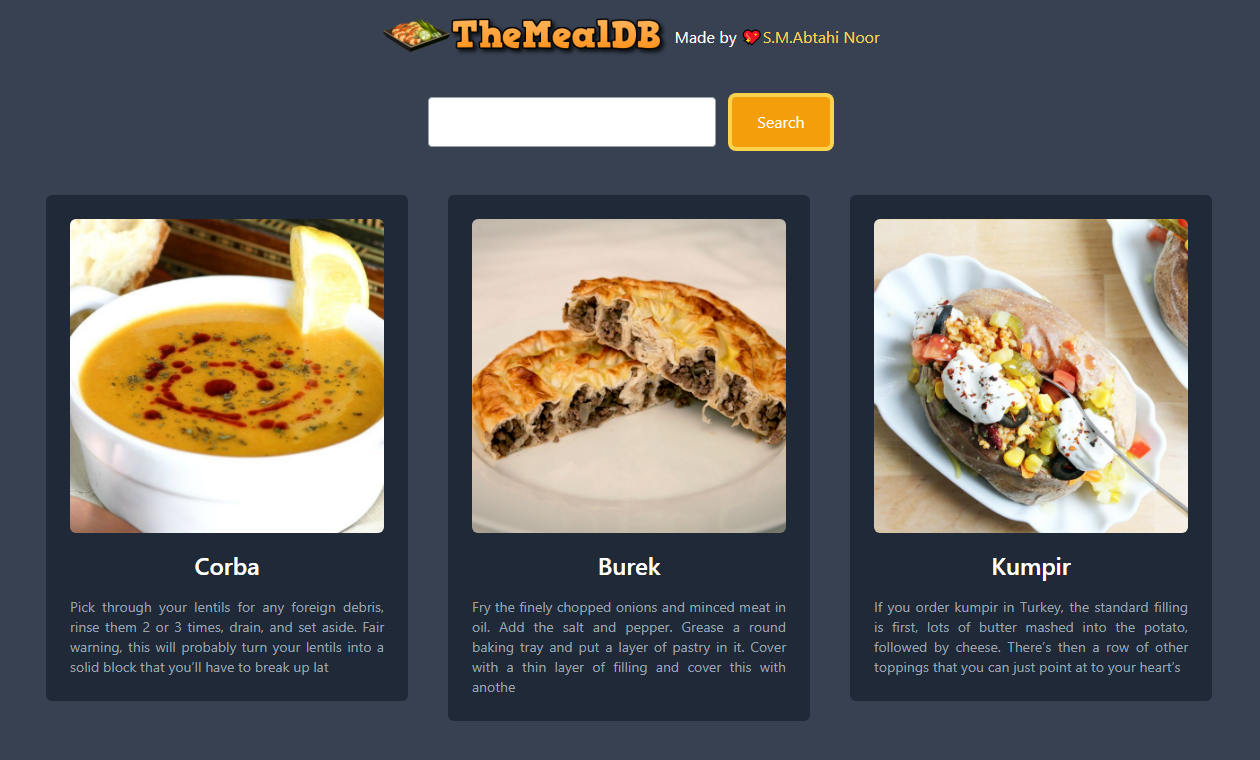 TheMealDB Made by 💖S.M.Abtahi Noor
Search
Corba
Pick through your lentils for any foreign debris,
rinse them 2 or 3 times, drain, and set aside. Fair
warning, this will probably turn your lentils into a
solid block that you’ll have to break up lat
Burek
Fry the finely chopped onions and minced meat in
oil. Add the salt and pepper. Grease a round
baking tray and put a layer of pastry in it. Cover
with a thin layer of filling and cover this with
anothe
Kumpir
If you order kumpir in Turkey, the standard filling
is first, lots of butter mashed into the potato,
followed by cheese. There’s then a row of other
toppings that you can just point at to your heart’s